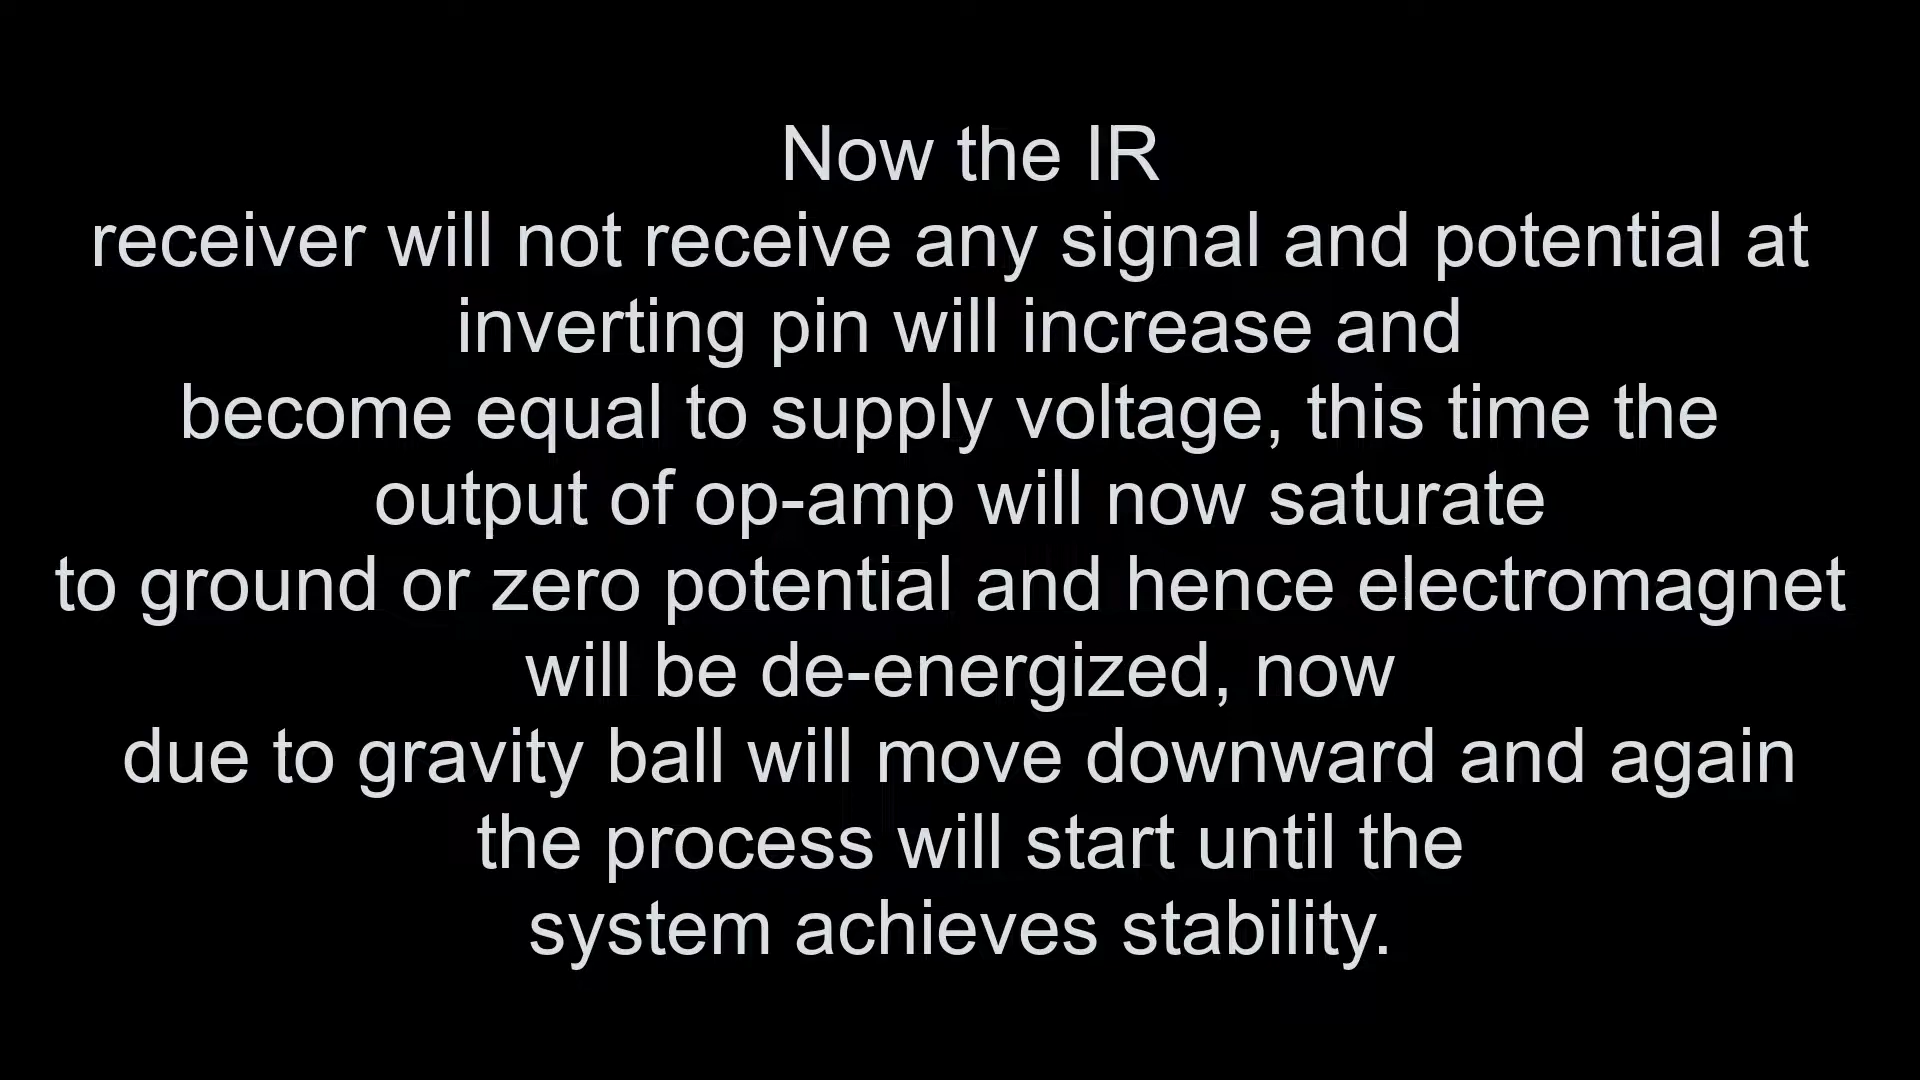 Now the IR
receiver will not receive any signal and potential at
inverting pin will increase and
become equal to supply voltage, this time the
output of op-amp will now saturate
to ground or zero potential and hence electromagnet
will be de-energized, now
due to gravity ball will move downward and again
the process will start until the
system achieves stability.